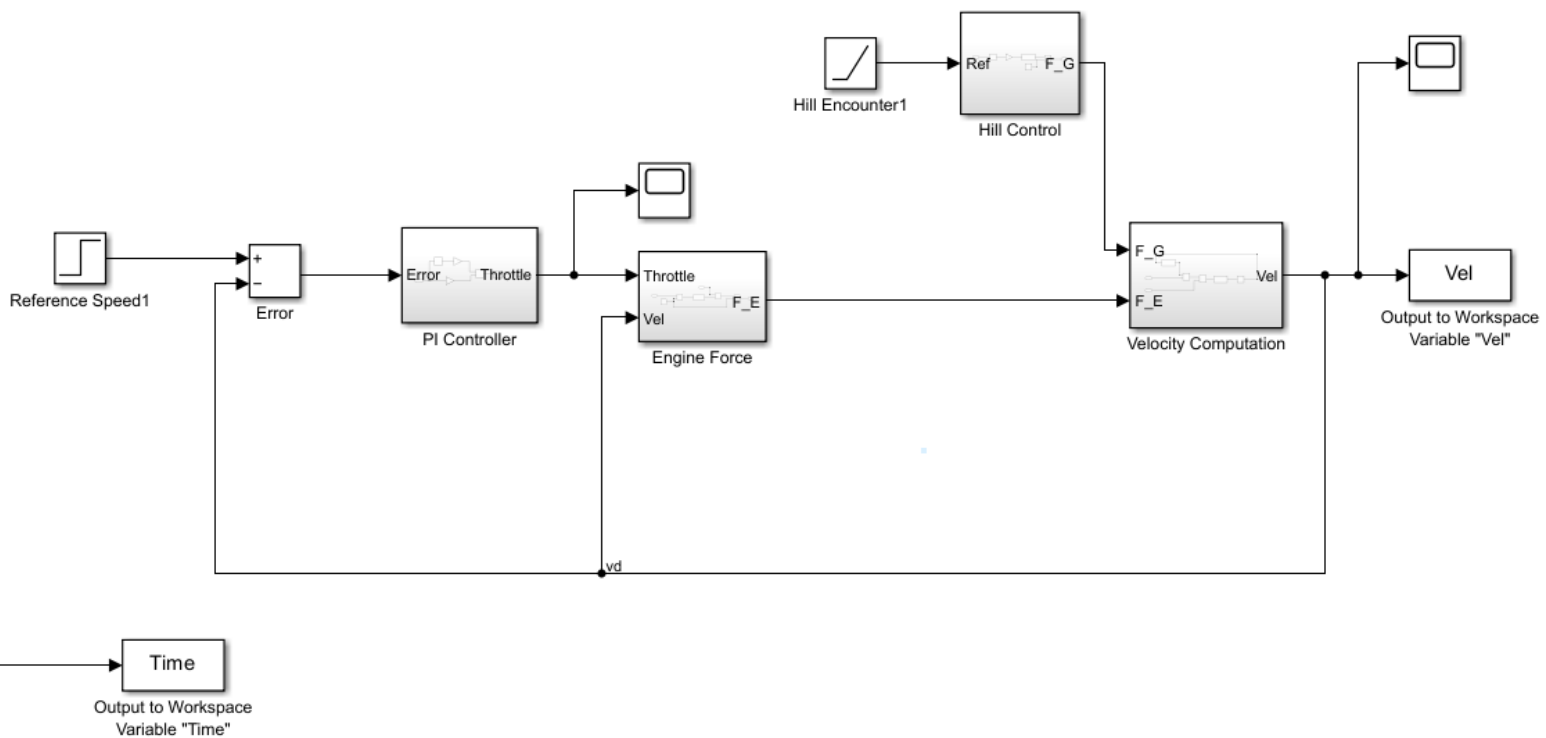 Hill Encounter1
Ref
F_G
Hill Control
Reference Speed1
+
−
Error
Error
Throttle
PI Controller
Throttle
Vel
F_E
Engine Force
F_G
F_E
Vel
Velocity Computation
Vel
Output to Workspace
Variable "Vel"
vd
Time
Output to Workspace
Variable "Time"